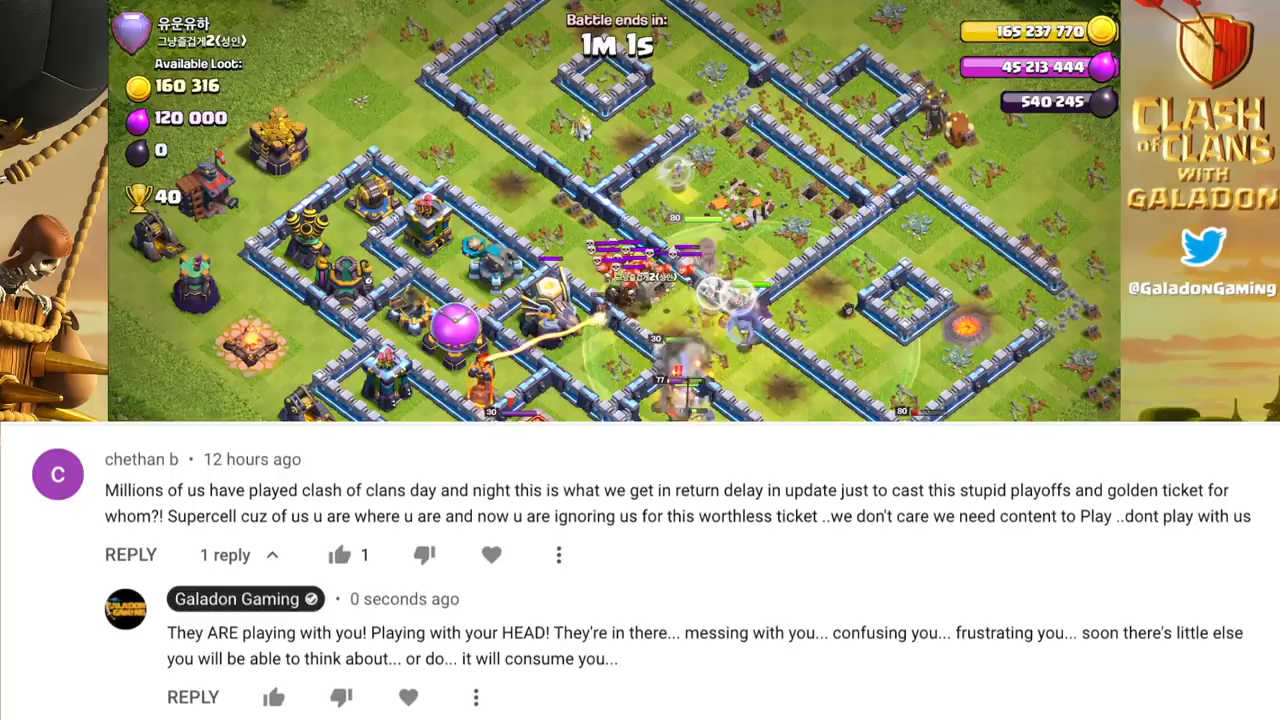 유운유하
그냥즐겁게2(성인)
Available Loot:
160 316
120 000
0
40
Battle ends in:
1M 1S
165 237 770
45 213 444
540 245
80
30
77
30
80
CLASH
OF CLANS
WITH
GALADON
@GaladonGaming
C
chethan b • 12 hours ago
Millions of us have played clash of clans day and night this is what we get in return delay in update just to cast this stupid playoffs and golden ticket for
whom?! Supercell cuz of us u are where u are and now u are ignoring us for this worthless ticket ..we don't care we need content to Play ..dont play with us
REPLY 1 reply 1
Galadon Gaming • 0 seconds ago
They ARE playing with you! Playing with your HEAD! They're in there... messing with you... confusing you... frustrating you... soon there's little else
you will be able to think about... or do... it will consume you...
REPLY